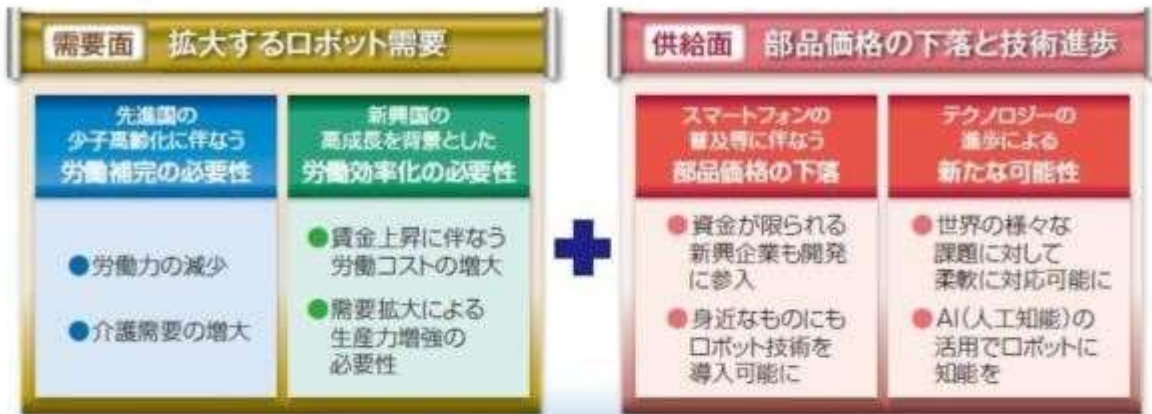 需要面 拡大するロボット需要
先進国の
少子高齢化に伴なう
労働補完の必要性
●労働力の減少
●介護需要の増大
新興国の
高成長を背景とした
労働効率化の必要性
●賃金上昇に伴なう
労働コストの増大
●需要拡大による
生産力増強の
必要性
供給面 部品価格の下落と技術進歩
スマートフォンの
普及等に伴なう
部品価格の下落
●資金が限られる
新興企業も開発
に参入
●身近なものにも
ロボット技術を
導入可能に
テクノロジーの
進歩による
新たな可能性
●世界の様々な
課題に対して
柔軟に対応可能に
●AI(人工知能)の
活用でロボットに
知能を